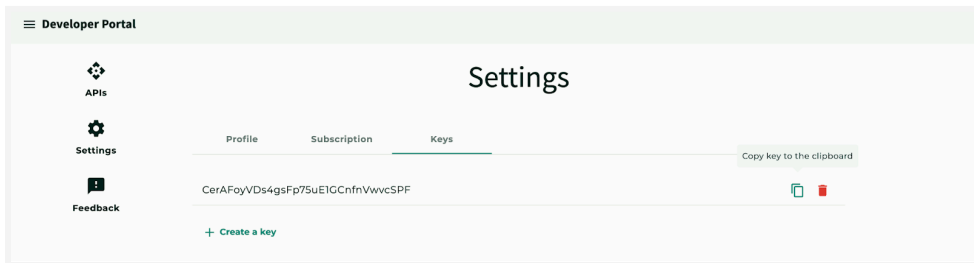 Developer Portal
Settings
APIs
Settings
Feedback
Profile Subscription Keys
Copy key to the clipboard
CerAFoyVDs4gsFp75uE1GCnfnVwvcSPF
+ Create a key